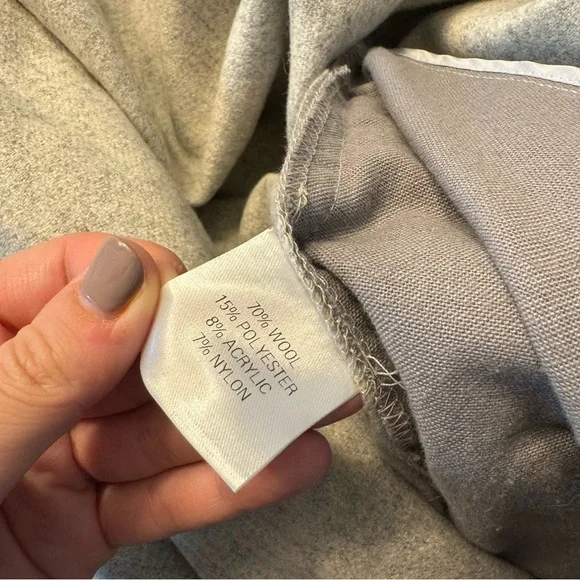 70% WOOL
15% POLYESTER
8% ACRYLIC
7% NYLON